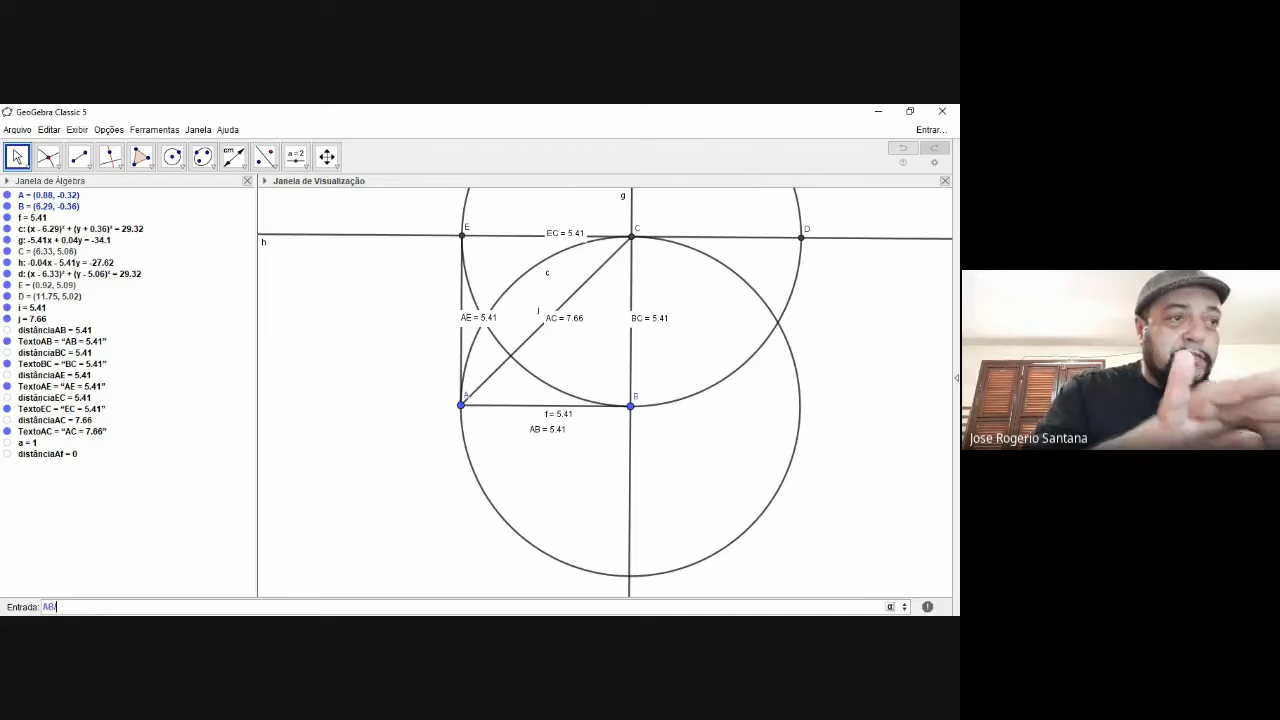 GeoGebra Classic 5
Arquivo Editar Exibir Opções Ferramentas Janela Ajuda
Entrar...
cm
a = 2
Janela de Álgebra
Janela de Visualização
A = (0.88, -0.32)
B = (6.29, -0.36)
f = 5.41
c: (x - 6.29)² + (y + 0.36)² = 29.32
g: -5.41x + 0.04y = -34.1
C = (6.33, 5.06)
h: -0.04x - 5.41y = -27.62
d: (x - 6.33)² + (y - 5.06)² = 29.32
E = (0.92, 5.09)
D = (11.75, 5.02)
i = 5.41
j = 7.66
distânciaAB = 5.41
TextoAB = “AB = 5.41”
distânciaBC = 5.41
TextoBC = “BC = 5.41”
distânciaAE = 5.41
TextoAE = “AE = 5.41”
distânciaEC = 5.41
TextoEC = “EC = 5.41”
distânciaAC = 7.66
TextoAC = “AC = 7.66”
a = 1
distânciaAf = 0
g
E
EC = 5.41
C
D
h
c
j
AE = 5.41
AC = 7.66
BC = 5.41
A
B
f = 5.41
AB = 5.41
Entrada: AB/
α
Jose Rogerio Santana